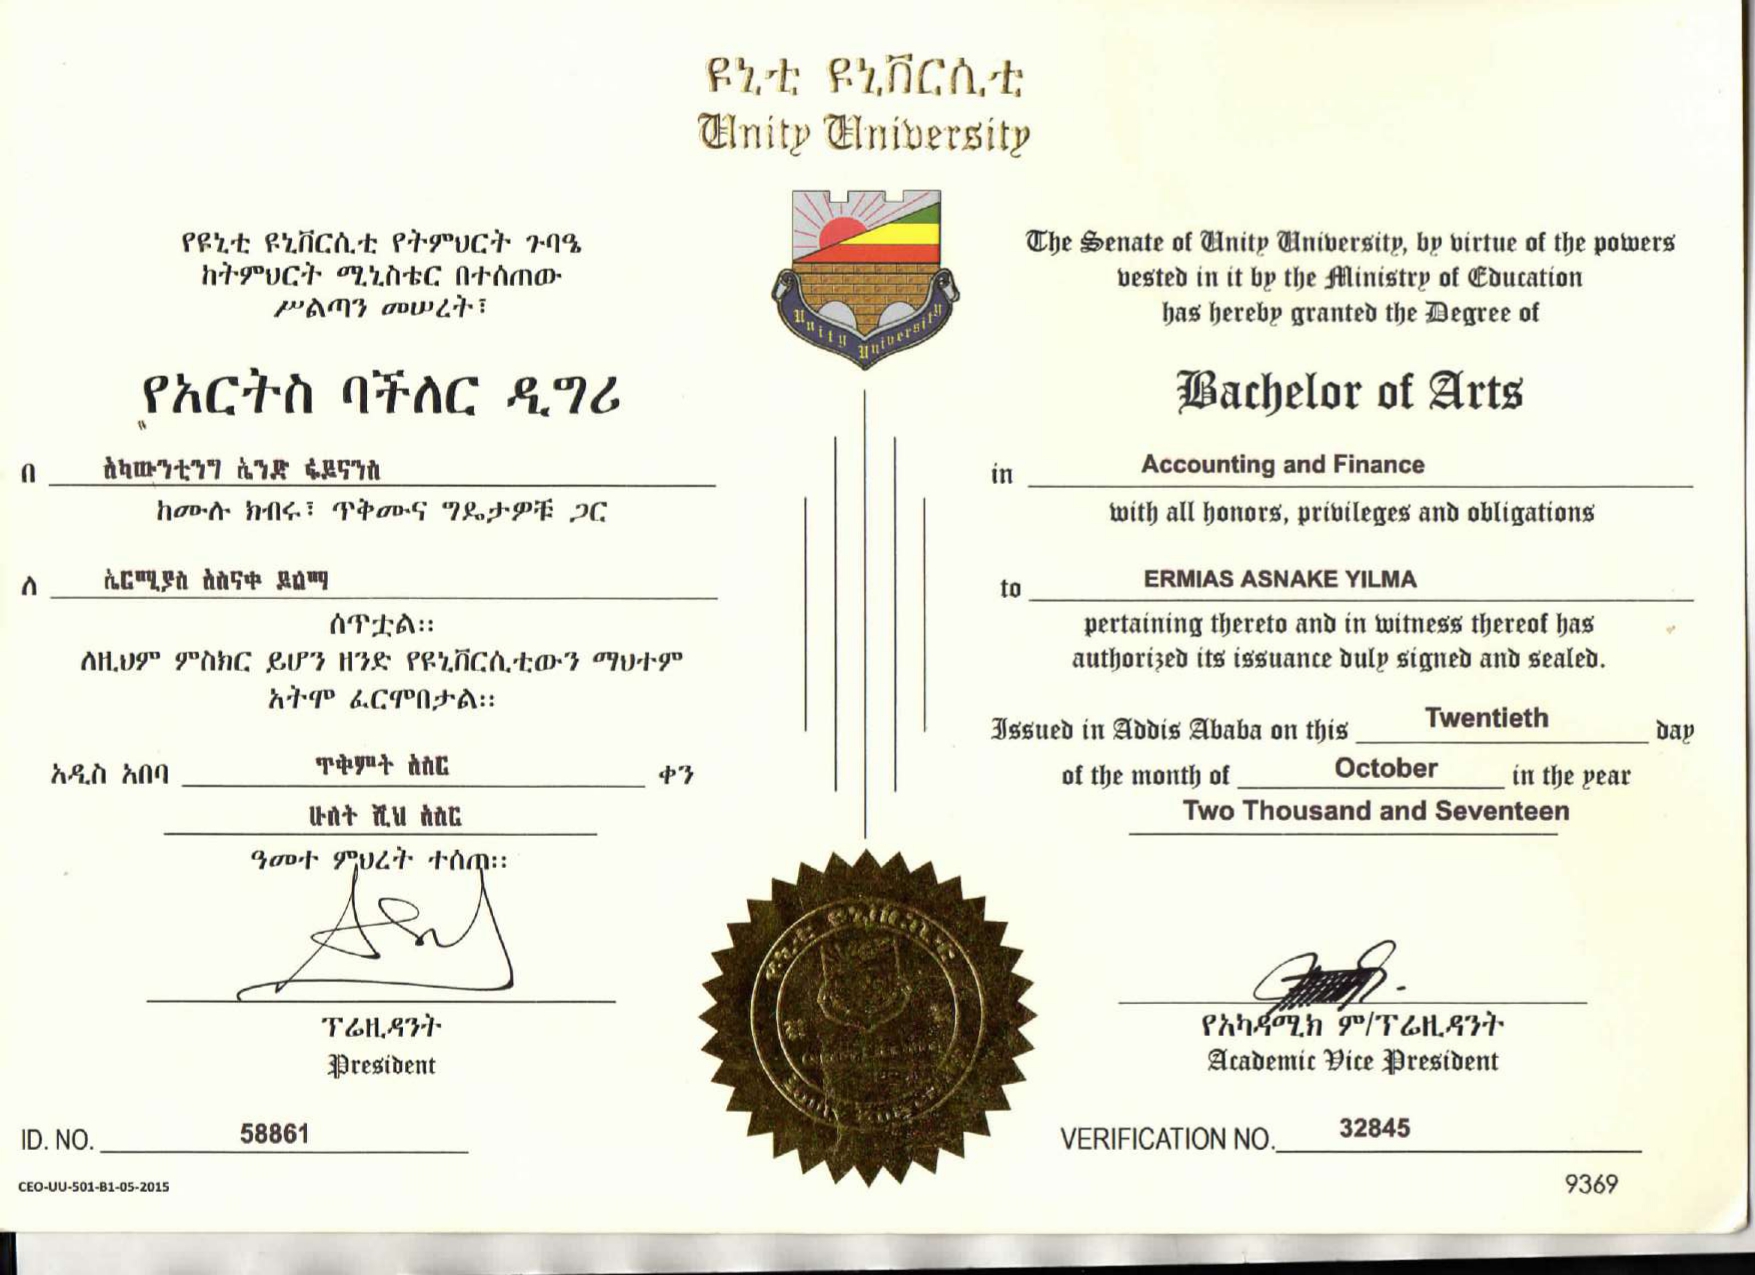 ዩኒቲ ዩኒቨርሲቲ
Unity University
የዩኒቲ ዩኒቨርሲቲ የትምህርት ጉባዔ
ከትምህርት ሚኒስቴር በተሰጠው
ሥልጣን መሠረት፣
የአርትስ ባችለር ዲግሪ
በ አካውንቲንግ ኤንድ ፋይናንስ
ከሙሉ ክብሩ፣ ጥቅሙና ግዴታዎቹ ጋር
ለ ኤርሚያስ አስናቀ ይልማ
ሰጥቷል።
ለዚህም ምስክር ይሆን ዘንድ የዩኒቨርሲቲውን ማህተም
አትሞ ፈርሞበታል።
አዲስ አበባ ጥቅምት አስር ቀን
ሁለት ሺህ አስር
ዓመተ ምህረት ተሰጠ።
ፕሬዚዳንት
President
ID. NO. 58861
CEO-UU-501-B1-05-2015
Unity University
The Senate of Unity University, by virtue of the powers
vested in it by the Ministry of Education
has hereby granted the Degree of
Bachelor of Arts
in Accounting and Finance
with all honors, privileges and obligations
to ERMIAS ASNAKE YILMA
pertaining thereto and in witness thereof has
authorized its issuance duly signed and sealed.
Issued in Addis Ababa on this Twentieth day
of the month of October in the year
Two Thousand and Seventeen
የአካዳሚክ ም/ፕሬዚዳንት
Academic Vice President
VERIFICATION NO. 32845
9369
ዩኒቲ ዩኒቨርሲቲ